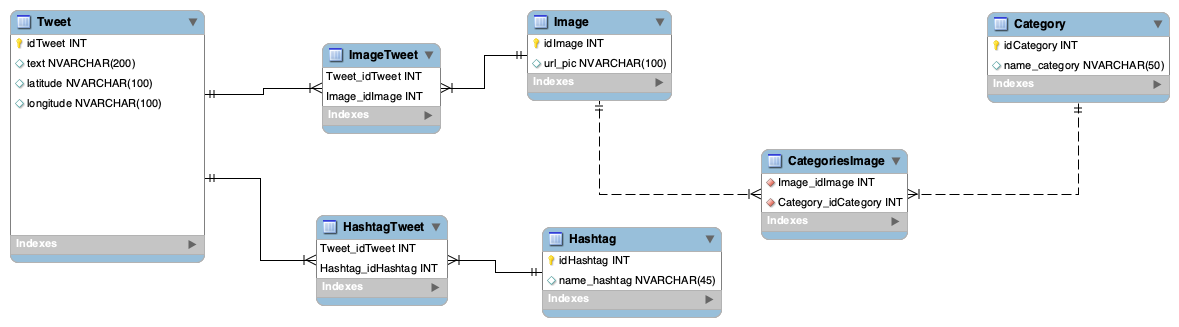 Tweet
idTweet INT
text NVARCHAR(200)
latitude NVARCHAR(100)
longitude NVARCHAR(100)
Indexes
ImageTweet
Tweet_idTweet INT
Image_idImage INT
Indexes
Image
idImage INT
url_pic NVARCHAR(100)
Indexes
Category
idCategory INT
name_category NVARCHAR(50)
Indexes
CategoriesImage
Image_idImage INT
Category_idCategory INT
Indexes
HashtagTweet
Tweet_idTweet INT
Hashtag_idHashtag INT
Indexes
Hashtag
idHashtag INT
name_hashtag NVARCHAR(45)
Indexes